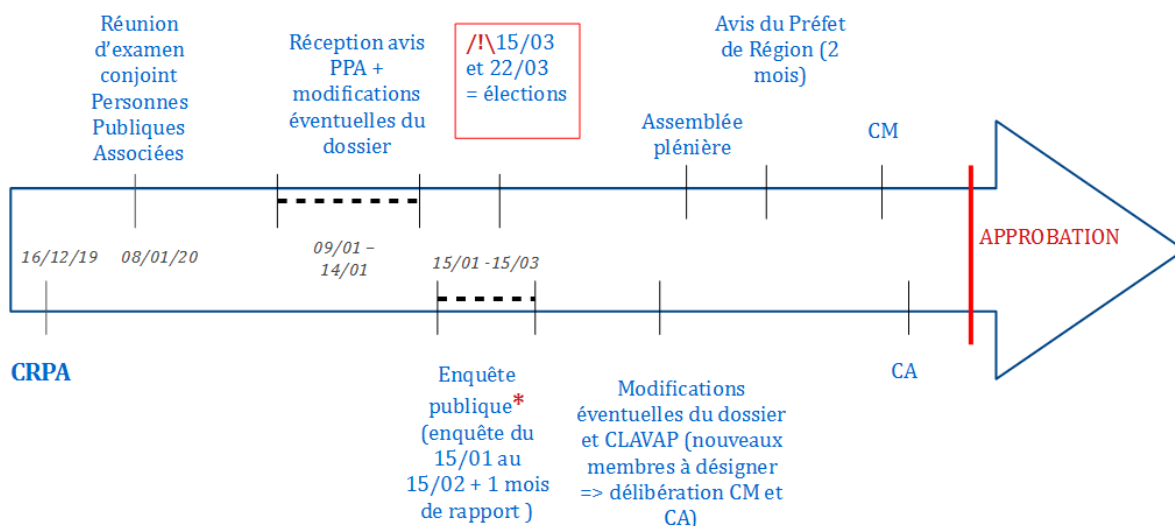 Réunion
d'examen
conjoint
Personnes
Publiques
Associées
Réception avis
PPA +
modifications
éventuelles du
dossier
/!\15/03
et 22/03
= élections
Assemblée
plénière
Avis du Préfet
de Région (2
mois)
CM
16/12/19
08/01/20
09/01 –
14/01
15/01 -15/03
APPROBATION
CRPA
Enquête
publique*
(enquête du
15/01 au
15/02 + 1 mois
de rapport )
Modifications
éventuelles du dossier
et CLAVAP (nouveaux
membres à désigner
=> délibération CM et
CA)
CA